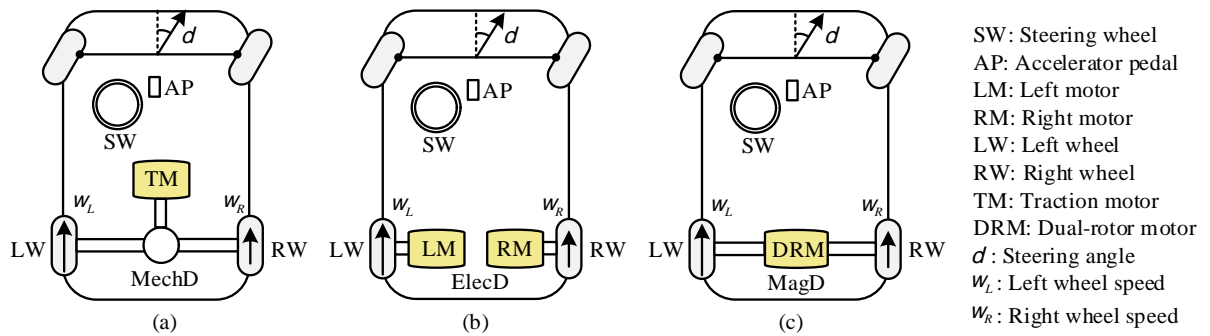 d
AP
SW
TM
w_L
w_R
LW
RW
MechD
(a)
d
AP
SW
w_L
w_R
LW
LM
RM
RW
ElecD
(b)
d
AP
SW
w_L
w_R
LW
DRM
RW
MagD
(c)
SW: Steering wheel
AP: Accelerator pedal
LM: Left motor
RM: Right motor
LW: Left wheel
RW: Right wheel
TM: Traction motor
DRM: Dual-rotor motor
d : Steering angle
w_L: Left wheel speed
w_R: Right wheel speed